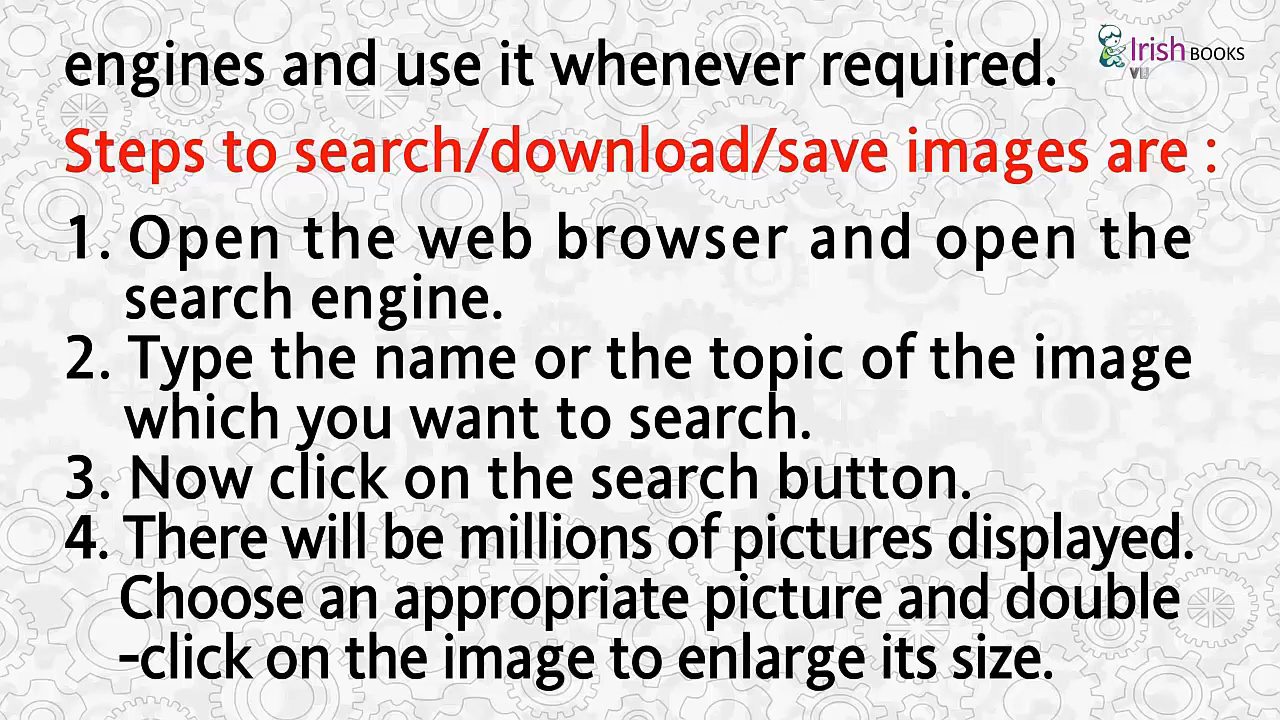 engines and use it whenever required.
Irish BOOKS
Steps to search/download/save images are :
1. Open the web browser and open the
search engine.
2. Type the name or the topic of the image
which you want to search.
3. Now click on the search button.
4. There will be millions of pictures displayed.
Choose an appropriate picture and double
-click on the image to enlarge its size.